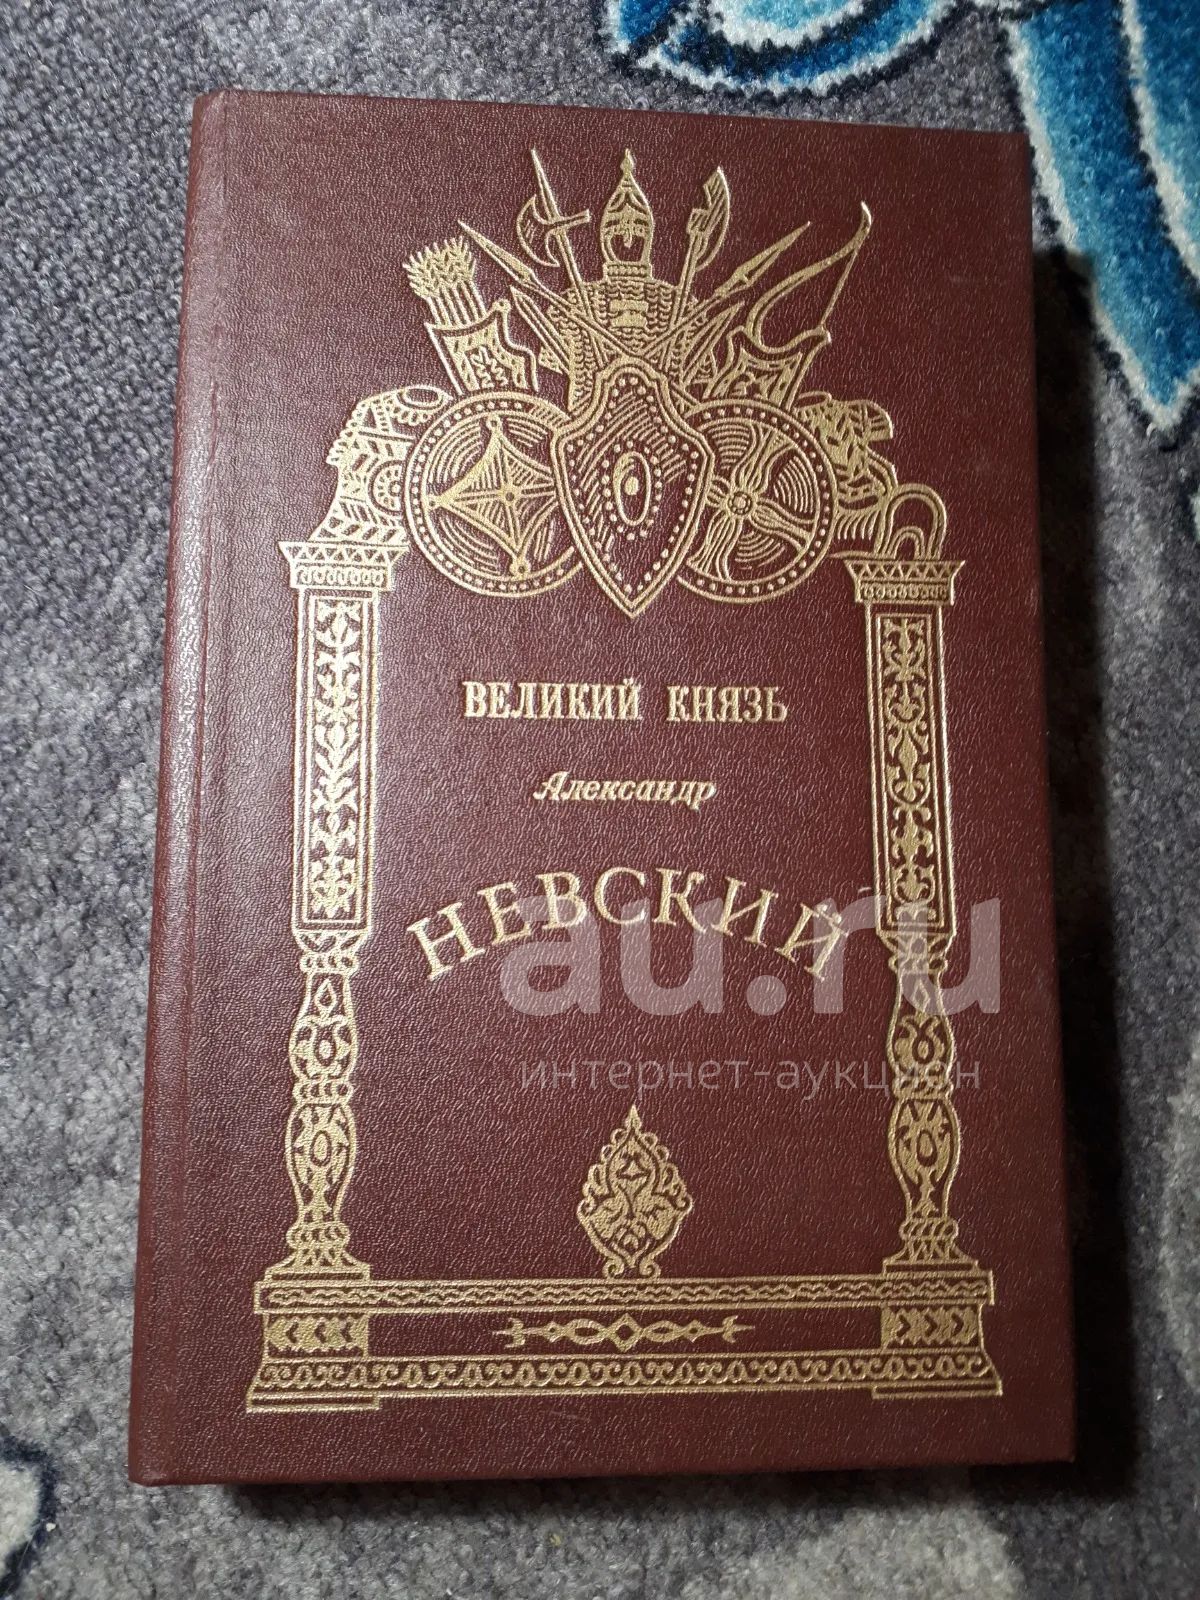 ВЕЛИКИЙ КНЯЗЬ
Александр
НЕВСКИЙ
au.ru
интернет-аукцион